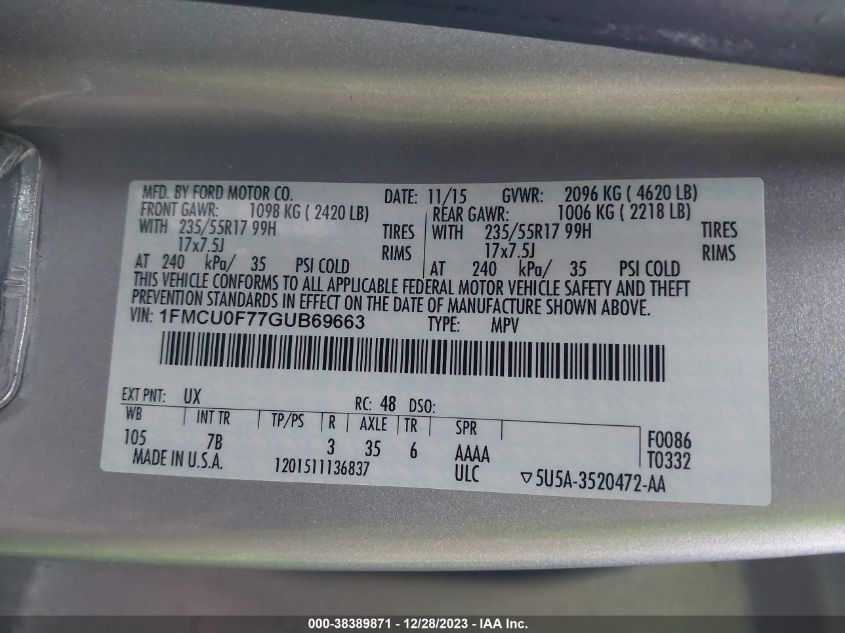 MFD. BY FORD MOTOR CO. DATE: 11/15 GVWR: 2096 KG ( 4620 LB)
FRONT GAWR: 1098 KG ( 2420 LB) REAR GAWR: 1006 KG ( 2218 LB)
WITH 235/55R17 99H TIRES WITH 235/55R17 99H TIRES
17x7.5J RIMS 17x7.5J RIMS
AT 240 kPa/ 35 PSI COLD AT 240 kPa/ 35 PSI COLD
THIS VEHICLE CONFORMS TO ALL APPLICABLE FEDERAL MOTOR VEHICLE SAFETY AND THEFT
PREVENTION STANDARDS IN EFFECT ON THE DATE OF MANUFACTURE SHOWN ABOVE.
VIN: 1FMCU0F77GUB69663 TYPE: MPV
EXT PNT: UX RC: 48 DSO:
WB INT TR TP/PS R AXLE TR SPR
105 7B 3 35 6 AAAA F0086
MADE IN U.S.A. 1201511136837 ULC T0332
▽5U5A-3520472-AA
000-38389871 - 12/28/2023 - IAA Inc.